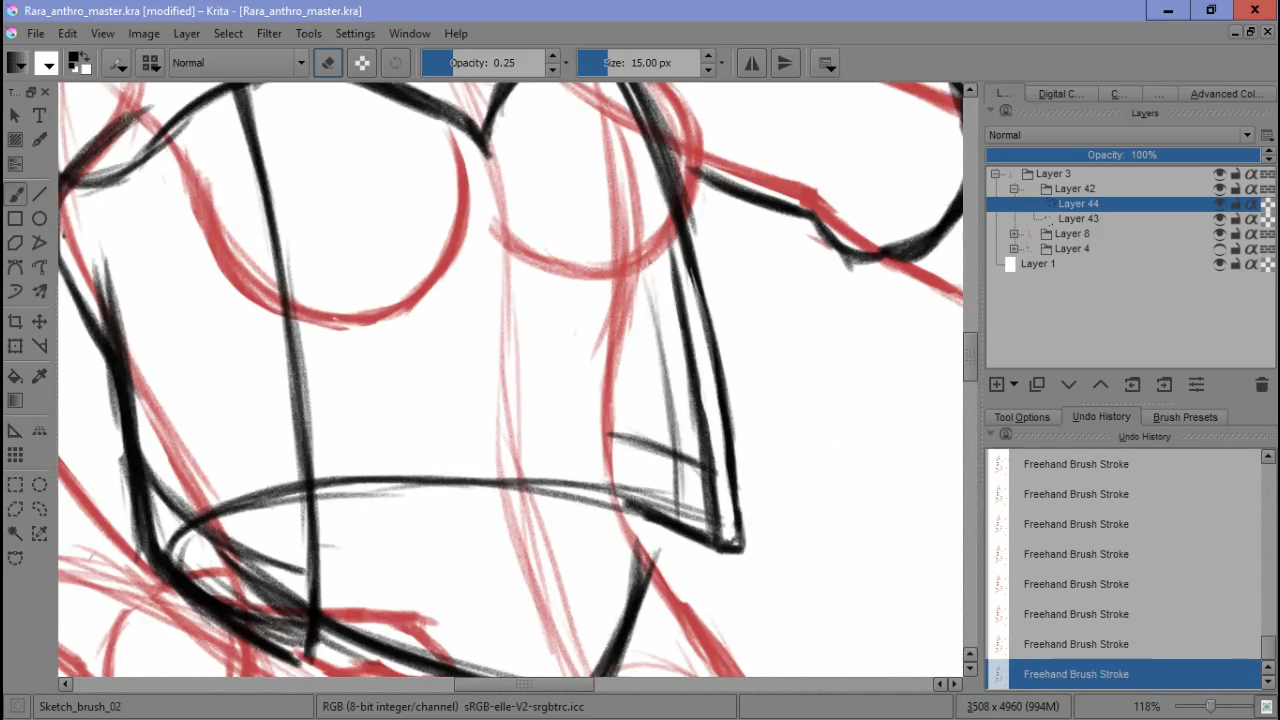 Rara_anthro_master.kra [modified] – Krita - [Rara_anthro_master.kra]
File Edit View Image Layer Select Filter Tools Settings Window Help
Normal Opacity: 0.25 Size: 15.00 px
T... L... Digital C... C... ... Advanced Col...
Layers
Normal
Opacity: 100%
Layer 3
Layer 42
Layer 44
Layer 43
Layer 8
Layer 4
Layer 1
Tool Options Undo History Brush Presets
Undo History
Freehand Brush Stroke
Freehand Brush Stroke
Freehand Brush Stroke
Freehand Brush Stroke
Freehand Brush Stroke
Freehand Brush Stroke
Freehand Brush Stroke
Freehand Brush Stroke
Sketch_brush_02 RGB (8-bit integer/channel) sRGB-elle-V2-srgbtrc.icc 3508 x 4960 (994M) 118%